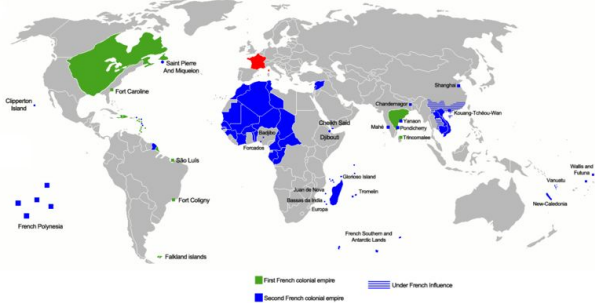 Saint Pierre
And Miquelon
Fort Caroline
Clipperton
Island
São Luís
Fort Coligny
French Polynesia
Falkland islands
Badjibo
Forcados
Cheikh Saïd
Djibouti
Glorioso Island
Juan de Nova
Tromelin
Bassas da India
Europa
French Southern and
Antarctic Lands
Shanghai
Chandernagor
Kouang-Tchéou-Wan
Yanaon
Mahé
Pondicherry
Trincomalee
Wallis and
Futuna
Vanuatu
New-Caledonia
First French colonial empire
Second French colonial empire
Under French Influence